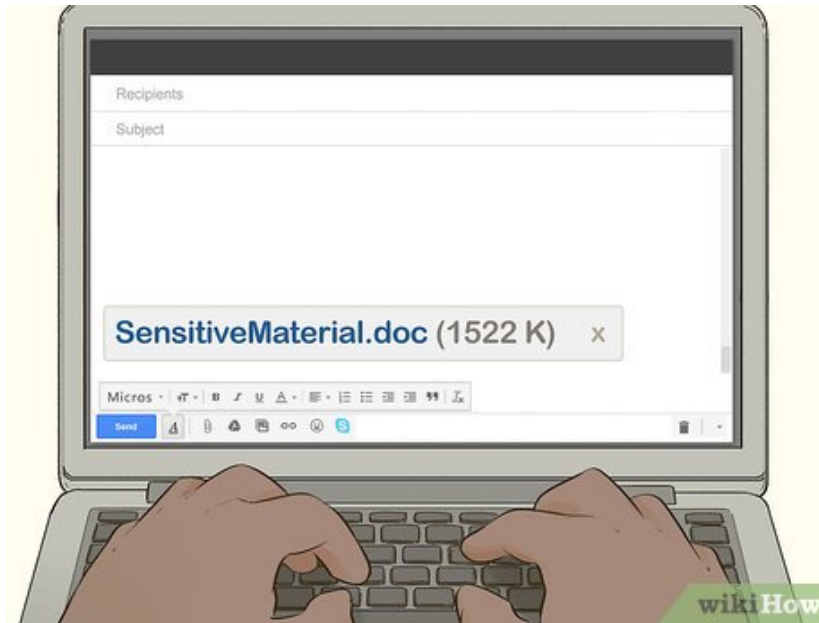 Recipients
Subject
SensitiveMaterial.doc (1522 K) x
Micros
Send
wikiHow